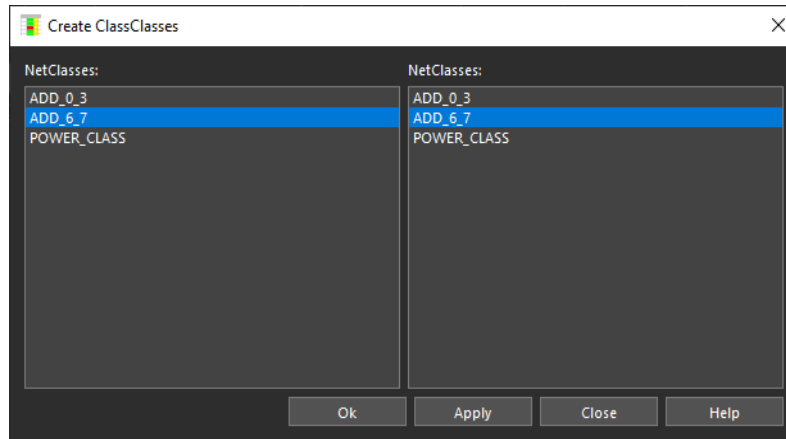 Create ClassClasses
NetClasses:
ADD_0_3
ADD_6_7
POWER_CLASS
NetClasses:
ADD_0_3
ADD_6_7
POWER_CLASS
Ok Apply Close Help